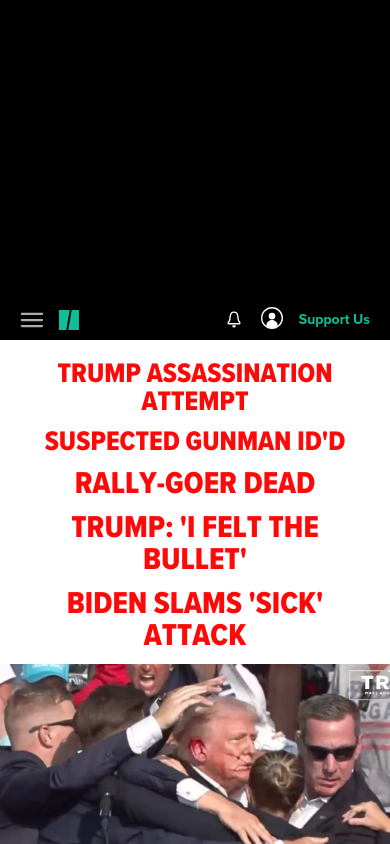 Support Us
TRUMP ASSASSINATION
ATTEMPT
SUSPECTED GUNMAN ID'D
RALLY-GOER DEAD
TRUMP: 'I FELT THE
BULLET'
BIDEN SLAMS 'SICK'
ATTACK
TR